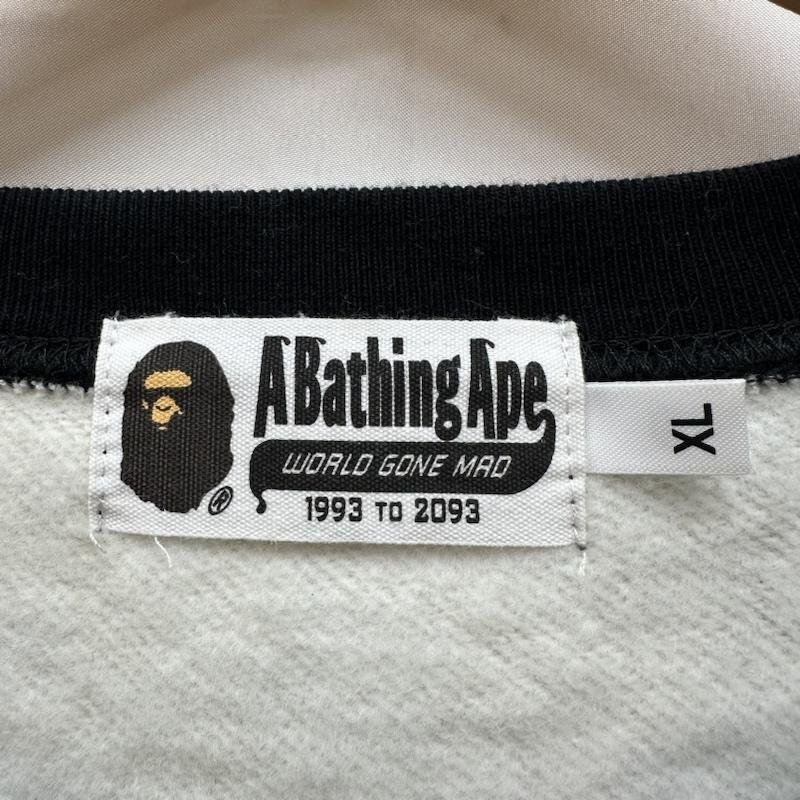 A Bathing Ape
WORLD GONE MAD
1993 TO 2093
®
XL